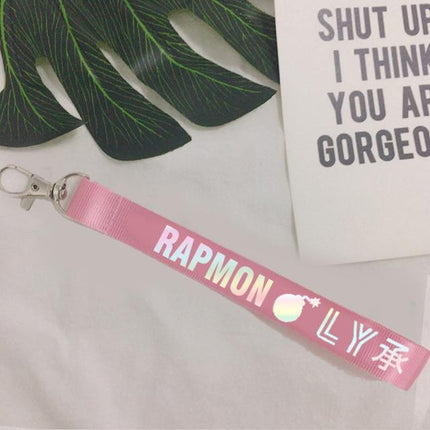 SHUT UP
I THINK
YOU AR
GORGEO
RAPMON LY承